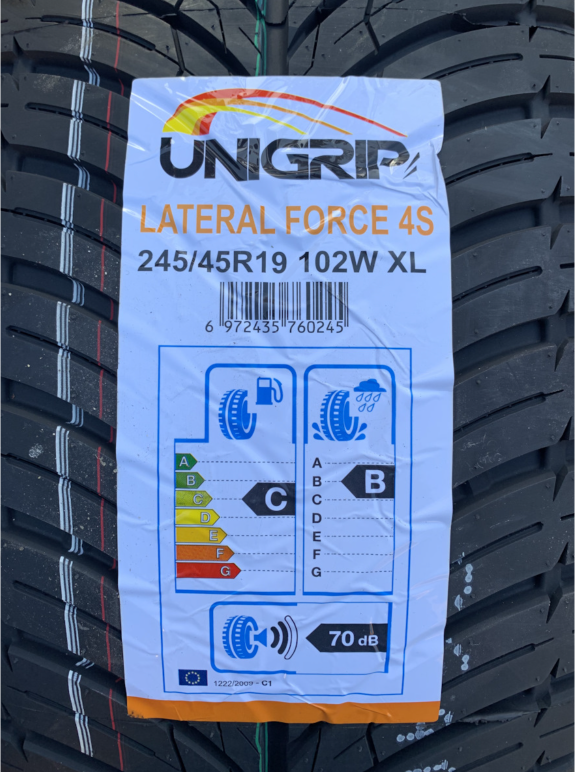 UNIGRIP
LATERAL FORCE 4S
245/45R19 102W XL
6 972435 760245
A
B
C
D
E
F
G
C
A
B
C
D
E
F
G
B
70 dB
1222/2009 - C1